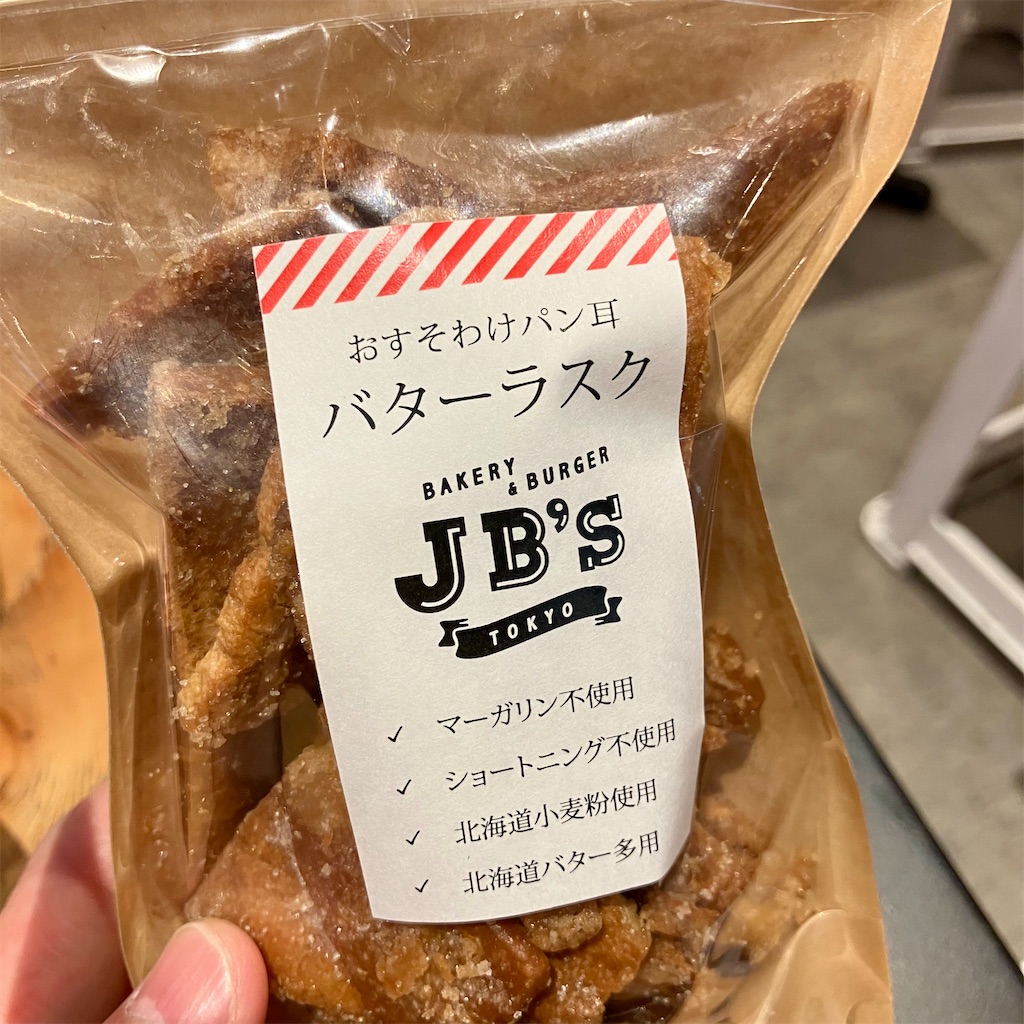 おすそわけパン耳
バターラスク
BAKERY & BURGER
JB'S
TOKYO
✓ マーガリン不使用
✓ ショートニング不使用
✓ 北海道小麦粉使用
✓ 北海道バター多用